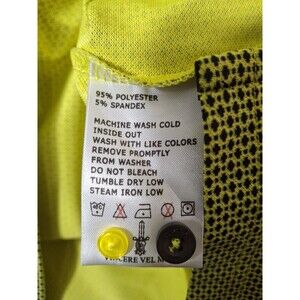 95% POLYESTER
5% SPANDEX
MACHINE WASH COLD
INSIDE OUT
WASH WITH LIKE COLORS
REMOVE PROMPTLY
FROM WASHER
DO NOT BLEACH
TUMBLE DRY LOW
STEAM IRON LOW
VEL